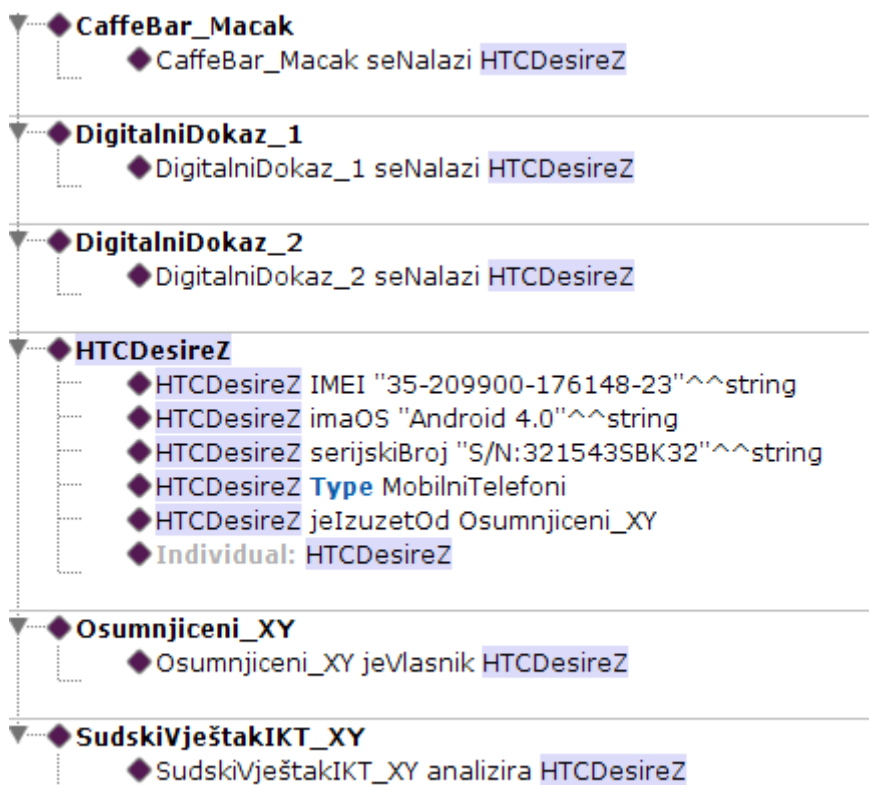 CaffeBar_Macak
CaffeBar_Macak seNalazi HTCDesireZ
DigitalniDokaz_1
DigitalniDokaz_1 seNalazi HTCDesireZ
DigitalniDokaz_2
DigitalniDokaz_2 seNalazi HTCDesireZ
HTCDesireZ
HTCDesireZ IMEI "35-209900-176148-23"^^string
HTCDesireZ imaOS "Android 4.0"^^string
HTCDesireZ serijskiBroj "S/N:321543SBK32"^^string
HTCDesireZ Type MobilniTelefoni
HTCDesireZ jeIzuzetOd Osumnjiceni_XY
Individual: HTCDesireZ
Osumnjiceni_XY
Osumnjiceni_XY jeVlasnik HTCDesireZ
SudskiVještakIKT_XY
SudskiVještakIKT_XY analizira HTCDesireZ